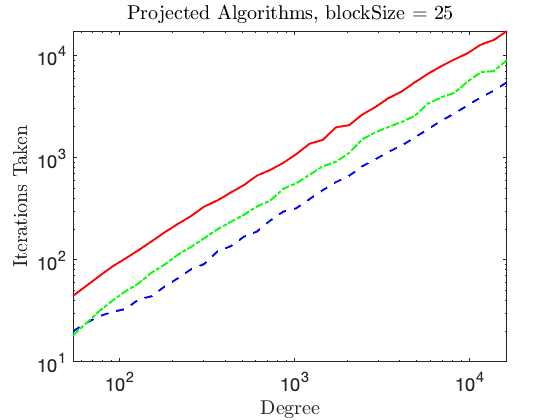 Projected Algorithms, blockSize = 25
Iterations Taken
10^4
10^3
10^2
10^1
10^2
10^3
10^4
Degree